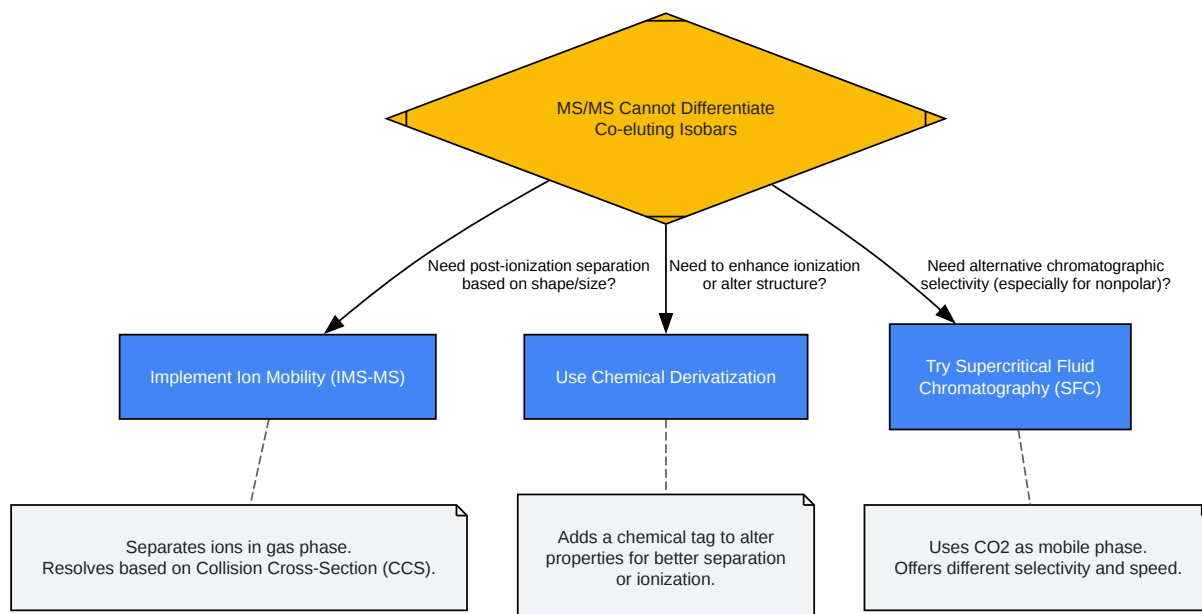 MS/MS Cannot Differentiate
Co-eluting Isobars
Need post-ionization separation
based on shape/size?
Need to enhance ionization
or alter structure?
Need alternative chromatographic
selectivity (especially for nonpolar)?
Implement Ion Mobility (IMS-MS)
Use Chemical Derivatization
Try Supercritical Fluid
Chromatography (SFC)
Separates ions in gas phase.
Resolves based on Collision Cross-Section (CCS).
Adds a chemical tag to alter
properties for better separation
or ionization.
Uses CO2 as mobile phase.
Offers different selectivity and speed.